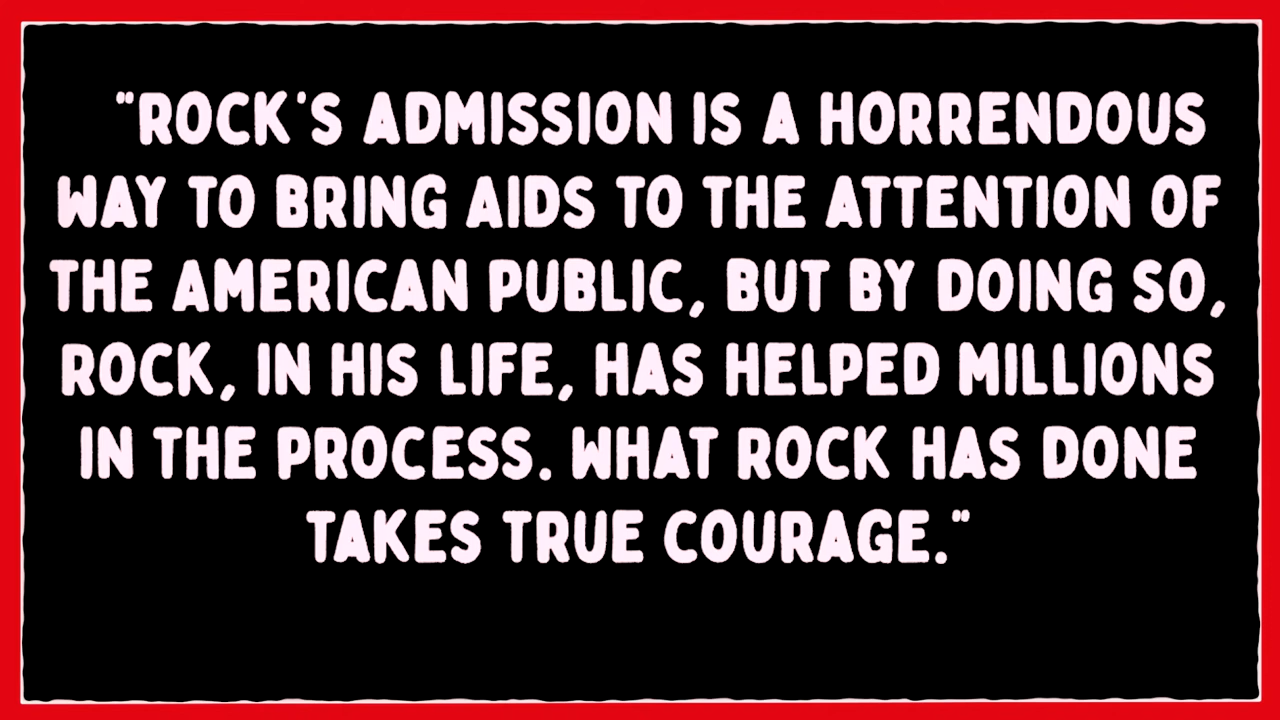 "ROCK'S ADMISSION IS A HORRENDOUS
WAY TO BRING AIDS TO THE ATTENTION OF
THE AMERICAN PUBLIC, BUT BY DOING SO,
ROCK, IN HIS LIFE, HAS HELPED MILLIONS
IN THE PROCESS. WHAT ROCK HAS DONE
TAKES TRUE COURAGE."